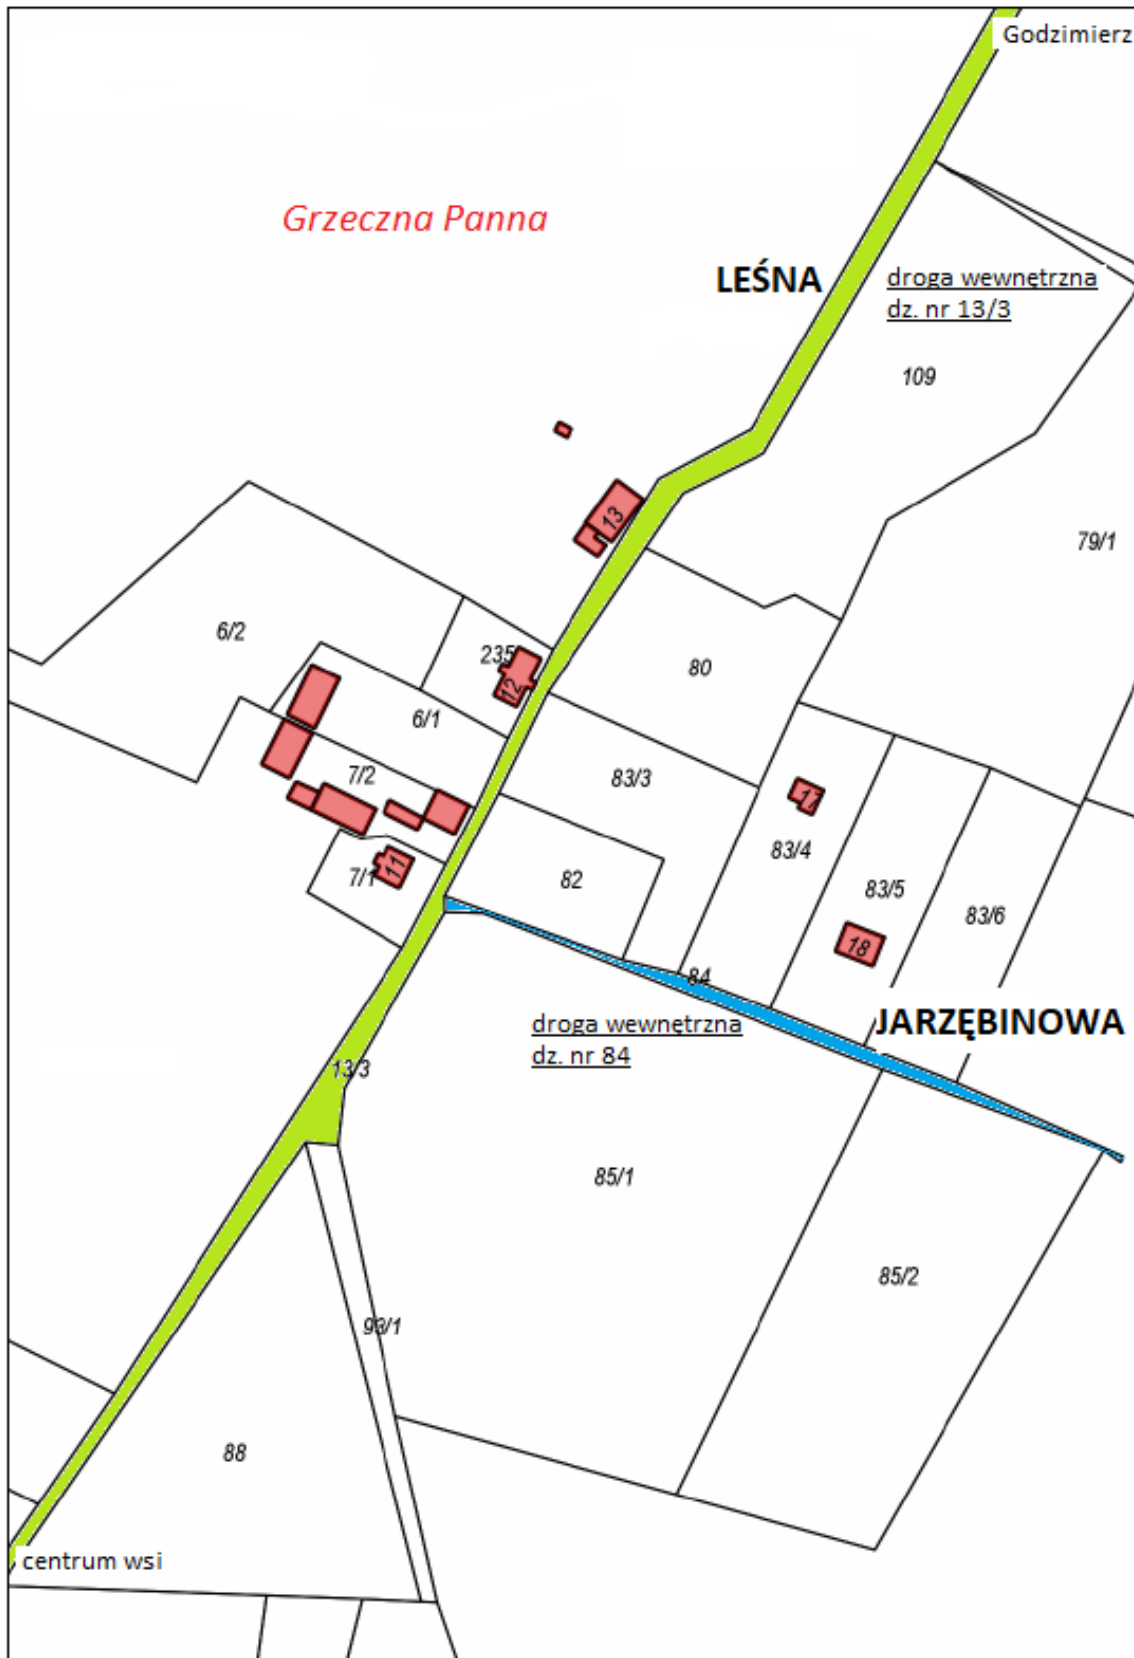 Godzimierz
Grzeczna Panna
LEŚNA
droga wewnętrzna
dz. nr 13/3
109
13
79/1
6/2
235
12
80
6/1
7/2
83/3
17
83/4
7/1
11
82
83/5
83/6
18
84
JARZĘBINOWA
droga wewnętrzna
dz. nr 84
13/3
85/1
85/2
93/1
88
centrum wsi